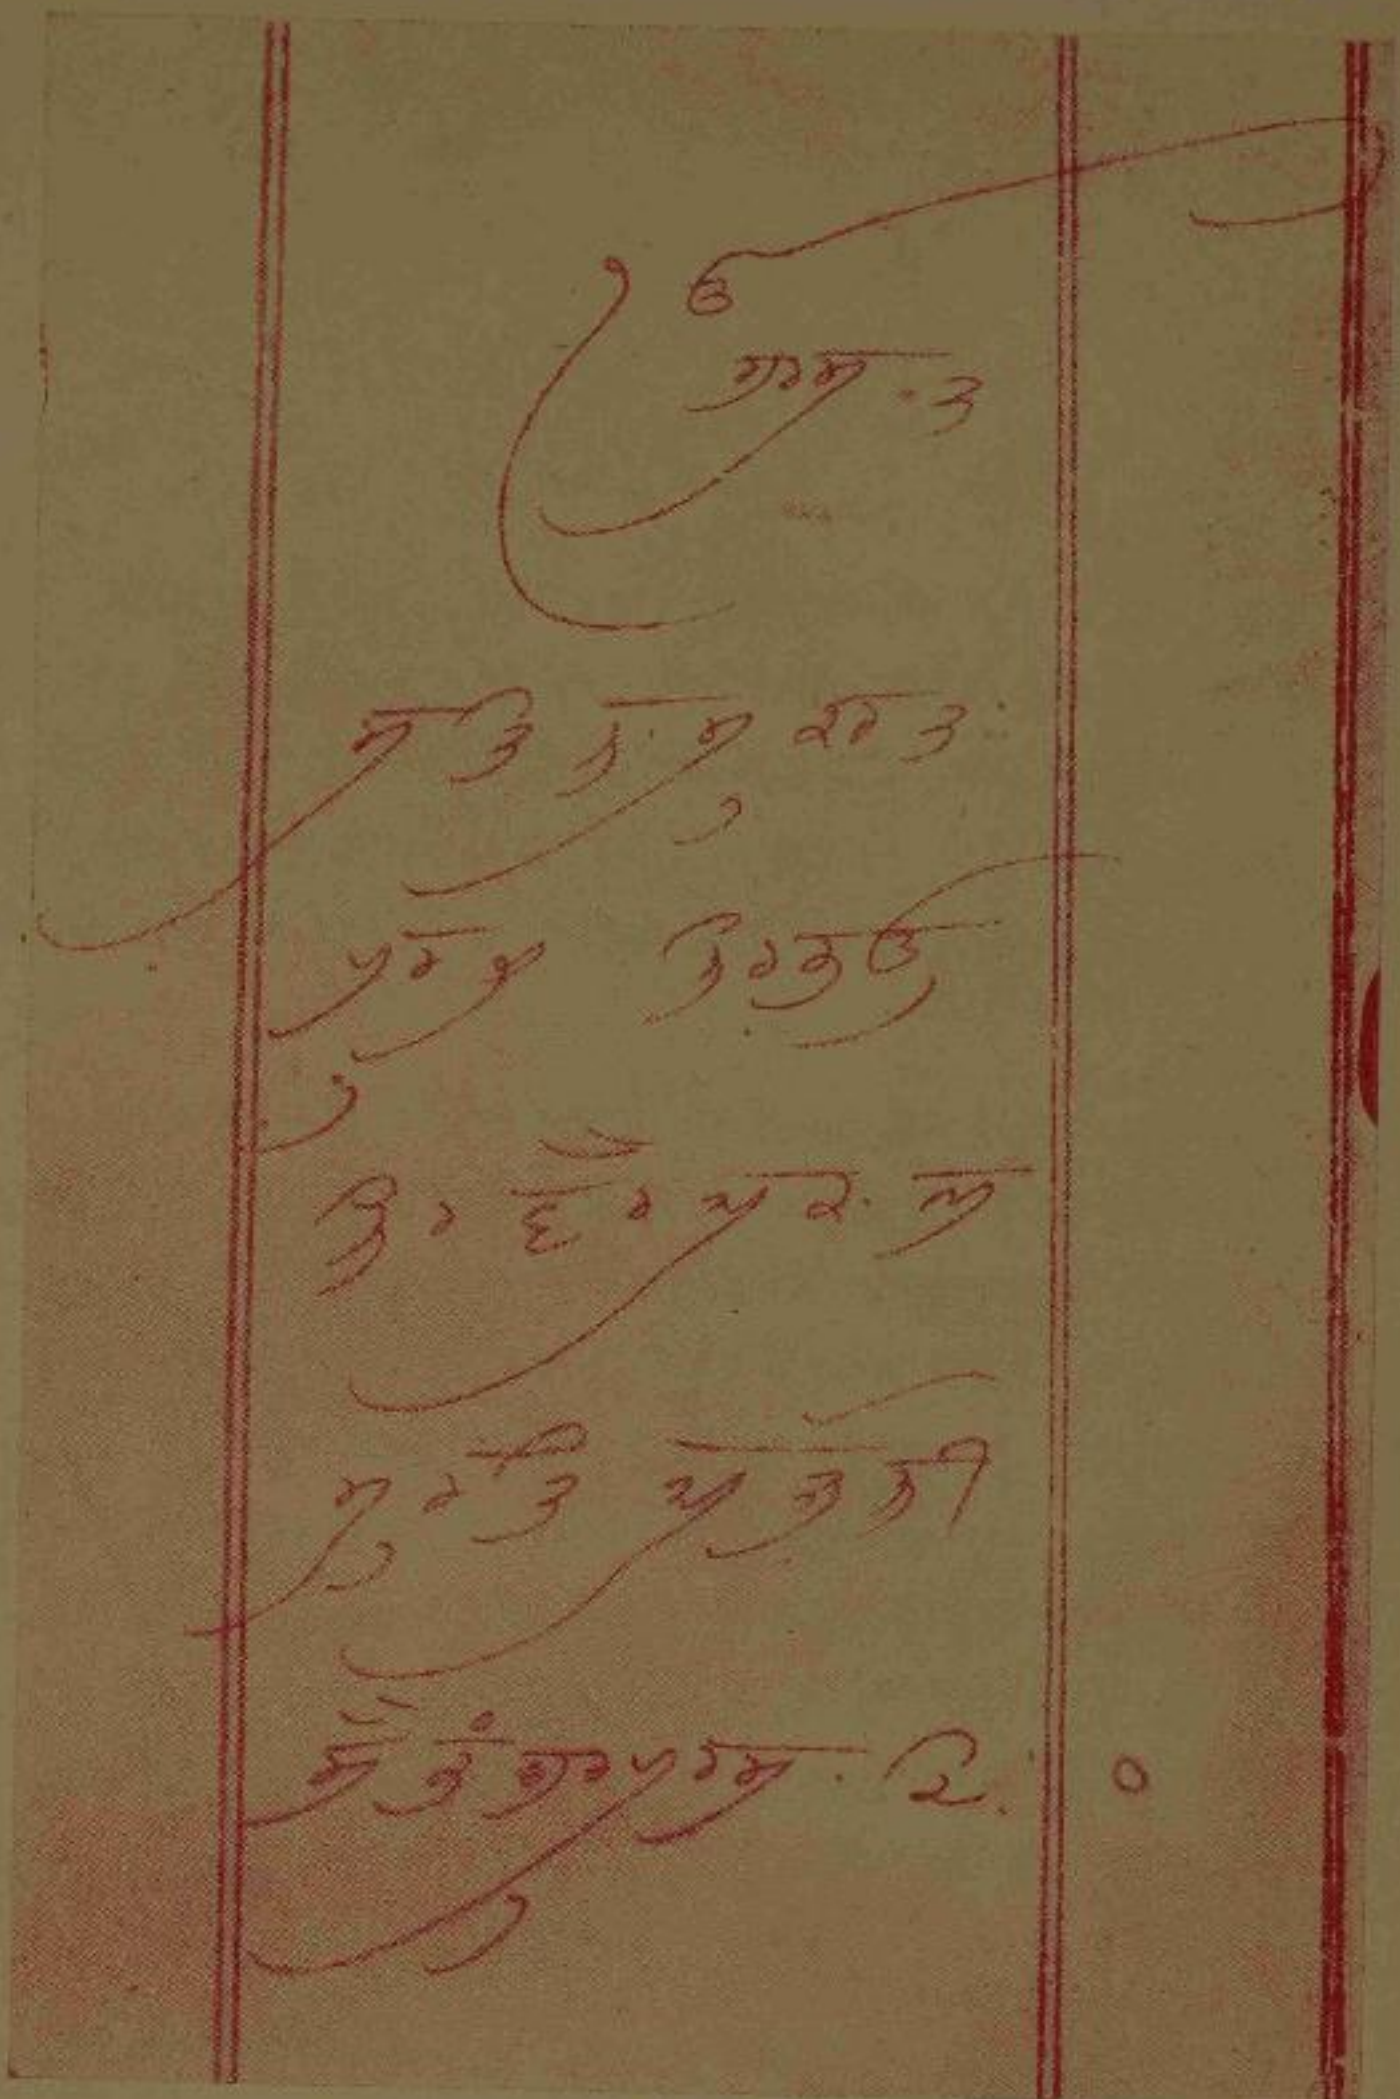 ੴ
ਸਤਿ ਨਾਮੁ ਕਰਤਾ
ਪੁਰਖੁ ਨਿਰਭਉ
ਨਿਰਵੈਰ ਅਕਾਲ
ਮੁਰਤਿ ਅਜੂਨੀ
ਸੈਭੰ ਗੁਰਪ੍ਰਸਾਦਿ